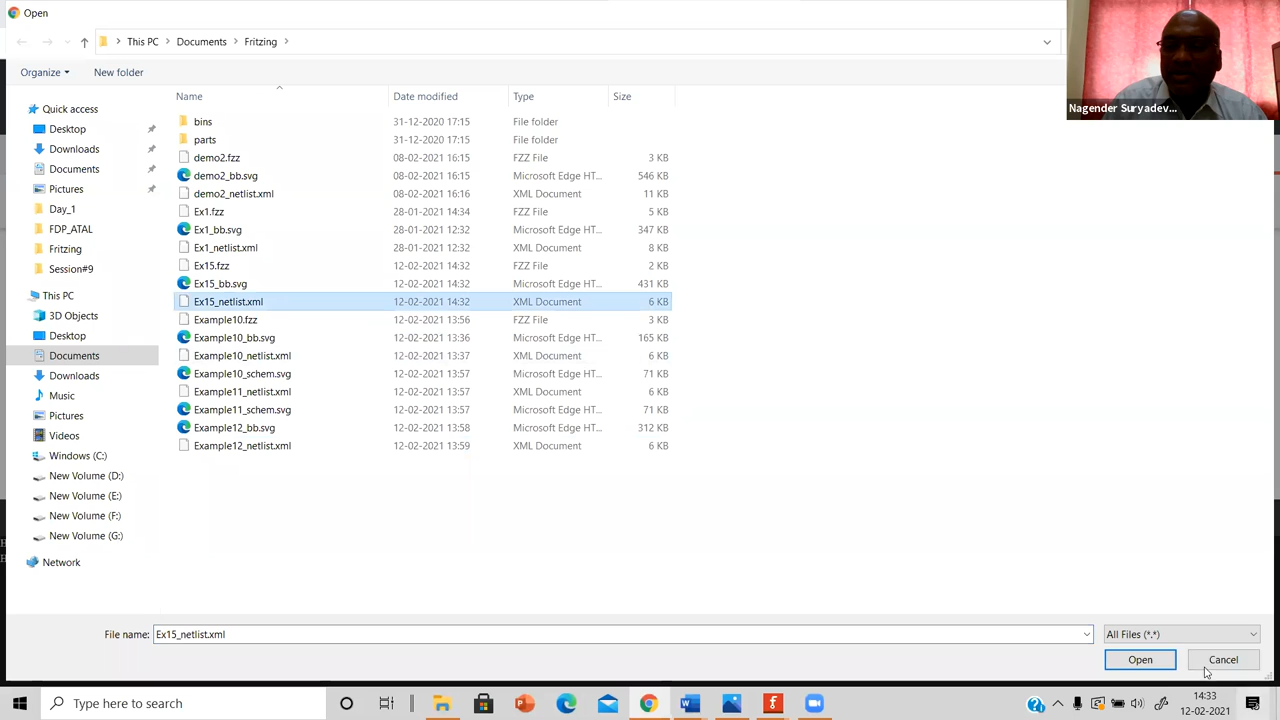 Open
This PC > Documents > Fritzing >
Nagender Suryadev...
Organize New folder
Name Date modified Type Size
Quick access
Desktop
Downloads
Documents
Pictures
Day_1
FDP_ATAL
Fritzing
Session#9
This PC
3D Objects
Desktop
Documents
Downloads
Music
Pictures
Videos
Windows (C:)
New Volume (D:)
New Volume (E:)
New Volume (F:)
New Volume (G:)
Network
bins 31-12-2020 17:15 File folder
parts 31-12-2020 17:15 File folder
demo2.fzz 08-02-2021 16:15 FZZ File 3 KB
demo2_bb.svg 08-02-2021 16:15 Microsoft Edge HT... 546 KB
demo2_netlist.xml 08-02-2021 16:16 XML Document 11 KB
Ex1.fzz 28-01-2021 14:34 FZZ File 5 KB
Ex1_bb.svg 28-01-2021 12:32 Microsoft Edge HT... 347 KB
Ex1_netlist.xml 28-01-2021 12:32 XML Document 8 KB
Ex15.fzz 12-02-2021 14:32 FZZ File 2 KB
Ex15_bb.svg 12-02-2021 14:32 Microsoft Edge HT... 431 KB
Ex15_netlist.xml 12-02-2021 14:32 XML Document 6 KB
Example10.fzz 12-02-2021 13:56 FZZ File 3 KB
Example10_bb.svg 12-02-2021 13:36 Microsoft Edge HT... 165 KB
Example10_netlist.xml 12-02-2021 13:37 XML Document 6 KB
Example10_schem.svg 12-02-2021 13:57 Microsoft Edge HT... 71 KB
Example11_netlist.xml 12-02-2021 13:57 XML Document 6 KB
Example11_schem.svg 12-02-2021 13:57 Microsoft Edge HT... 71 KB
Example12_bb.svg 12-02-2021 13:58 Microsoft Edge HT... 312 KB
Example12_netlist.xml 12-02-2021 13:59 XML Document 6 KB
File name: Ex15_netlist.xml All Files (*.*)
Open Cancel
Type here to search
14:33
12-02-2021